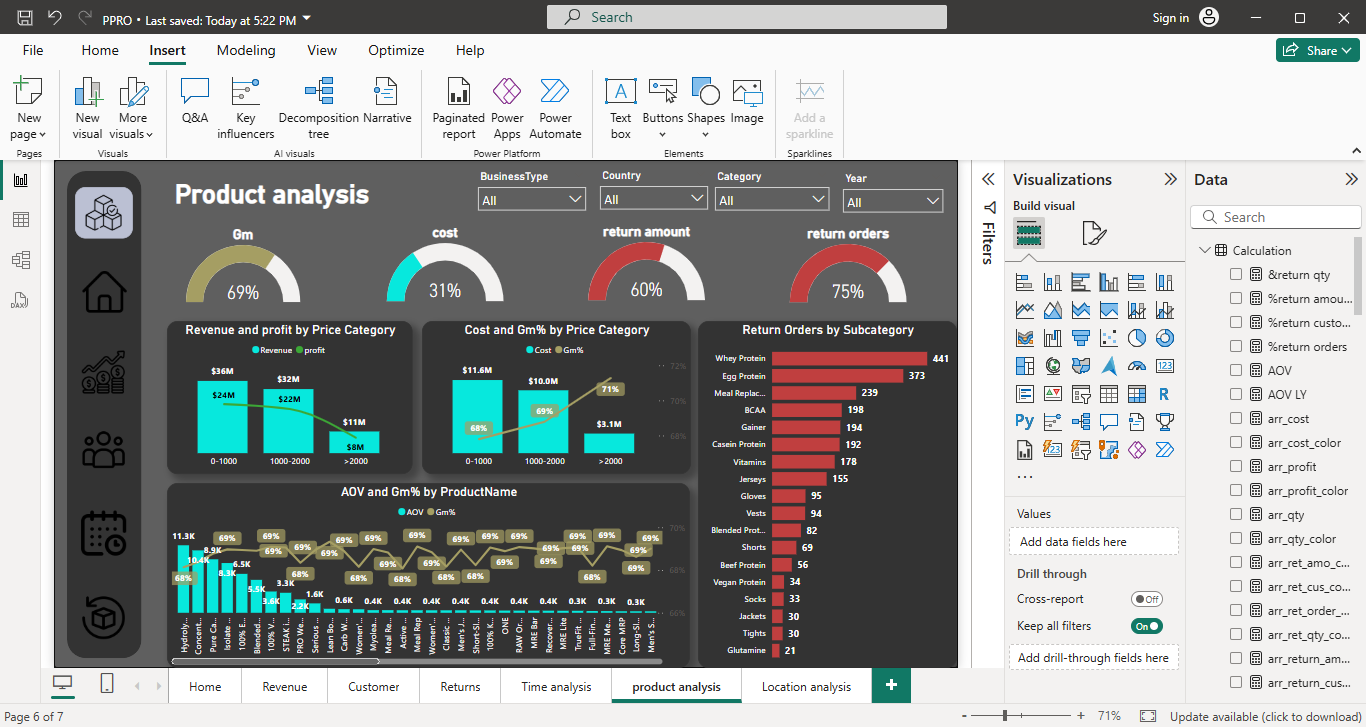 PPRO • Last saved: Today at 5:22 PM
Search
Sign in
File Home Insert Modeling View Optimize Help
Share
New page
New visual
More visuals
Q&A
Key influencers
Decomposition tree
Narrative
Paginated report
Power Apps
Power Automate
Text box
Buttons
Shapes
Image
Add a sparkline
Pages Visuals AI visuals Power Platform Elements Sparklines
Product analysis
BusinessType Country Category Year
All All All All
Gm cost return amount return orders
69% 31% 60% 75%
Revenue and profit by Price Category
Revenue profit
$36M $32M $11M
$24M $22M $8M
0-1000 1000-2000 >2000
Cost and Gm% by Price Category
Cost Gm%
$11.6M $10.0M $3.1M
68% 69% 71%
72%
70%
68%
0-1000 1000-2000 >2000
Return Orders by Subcategory
Whey Protein 441
Egg Protein 373
Meal Replac... 239
BCAA 198
Gainer 194
Casein Protein 192
Vitamins 178
Jerseys 155
Gloves 95
Vests 94
Blended Prot... 82
Shorts 69
Beef Protein 56
Vegan Protein 34
Socks 33
Jackets 30
Tights 30
Glutamine 21
AOV and Gm% by ProductName
AOV Gm%
11.3K 10.4K 8.9K 8.3K 6.5K 5.5K 3.6K 3.3K 2.2K 1.6K 0.6K 0.4K 0.4K 0.4K 0.4K 0.4K 0.4K 0.4K 0.3K 0.3K
68% 69% 69% 69% 69% 68% 69% 69% 68% 69% 69% 68% 69% 68% 69% 68% 69% 68% 69% 69% 69% 69% 69% 69% 69% 68% 69% 69% 69% 69%
70%
68%
66%
Hydroly...
Concent...
Pure Ca...
Isolate ...
100% E...
Blended...
100% V...
STEAK I...
PRO We...
Serious ...
Lean Bo...
Carb W...
Women'...
Myolea...
Meal Re...
Active ...
Meal Rep
Women'...
Classic ...
Men's J...
Short-Sl...
100% K...
ONE
RAW Or...
MRE Bar
Recover...
MRE Lite
TrueFit...
Full-Fin...
MRE Me...
Core MRP
Long-Sl...
Men's S...
Filters
Visualizations
Build visual
Values
Add data fields here
Drill through
Cross-report Off
Keep all filters On
Add drill-through fields here
Data
Search
Calculation
&return qty
%return amou...
%return custo...
%return orders
AOV
AOV LY
arr_cost
arr_cost_color
arr_profit
arr_profit_color
arr_qty
arr_qty_color
arr_ret_amo_c...
arr_ret_cus_co...
arr_ret_order_...
arr_ret_qty_co...
arr_return_am...
arr_return_cus...
Home Revenue Customer Returns Time analysis product analysis Location analysis
Page 6 of 7
71%
Update available (click to download)